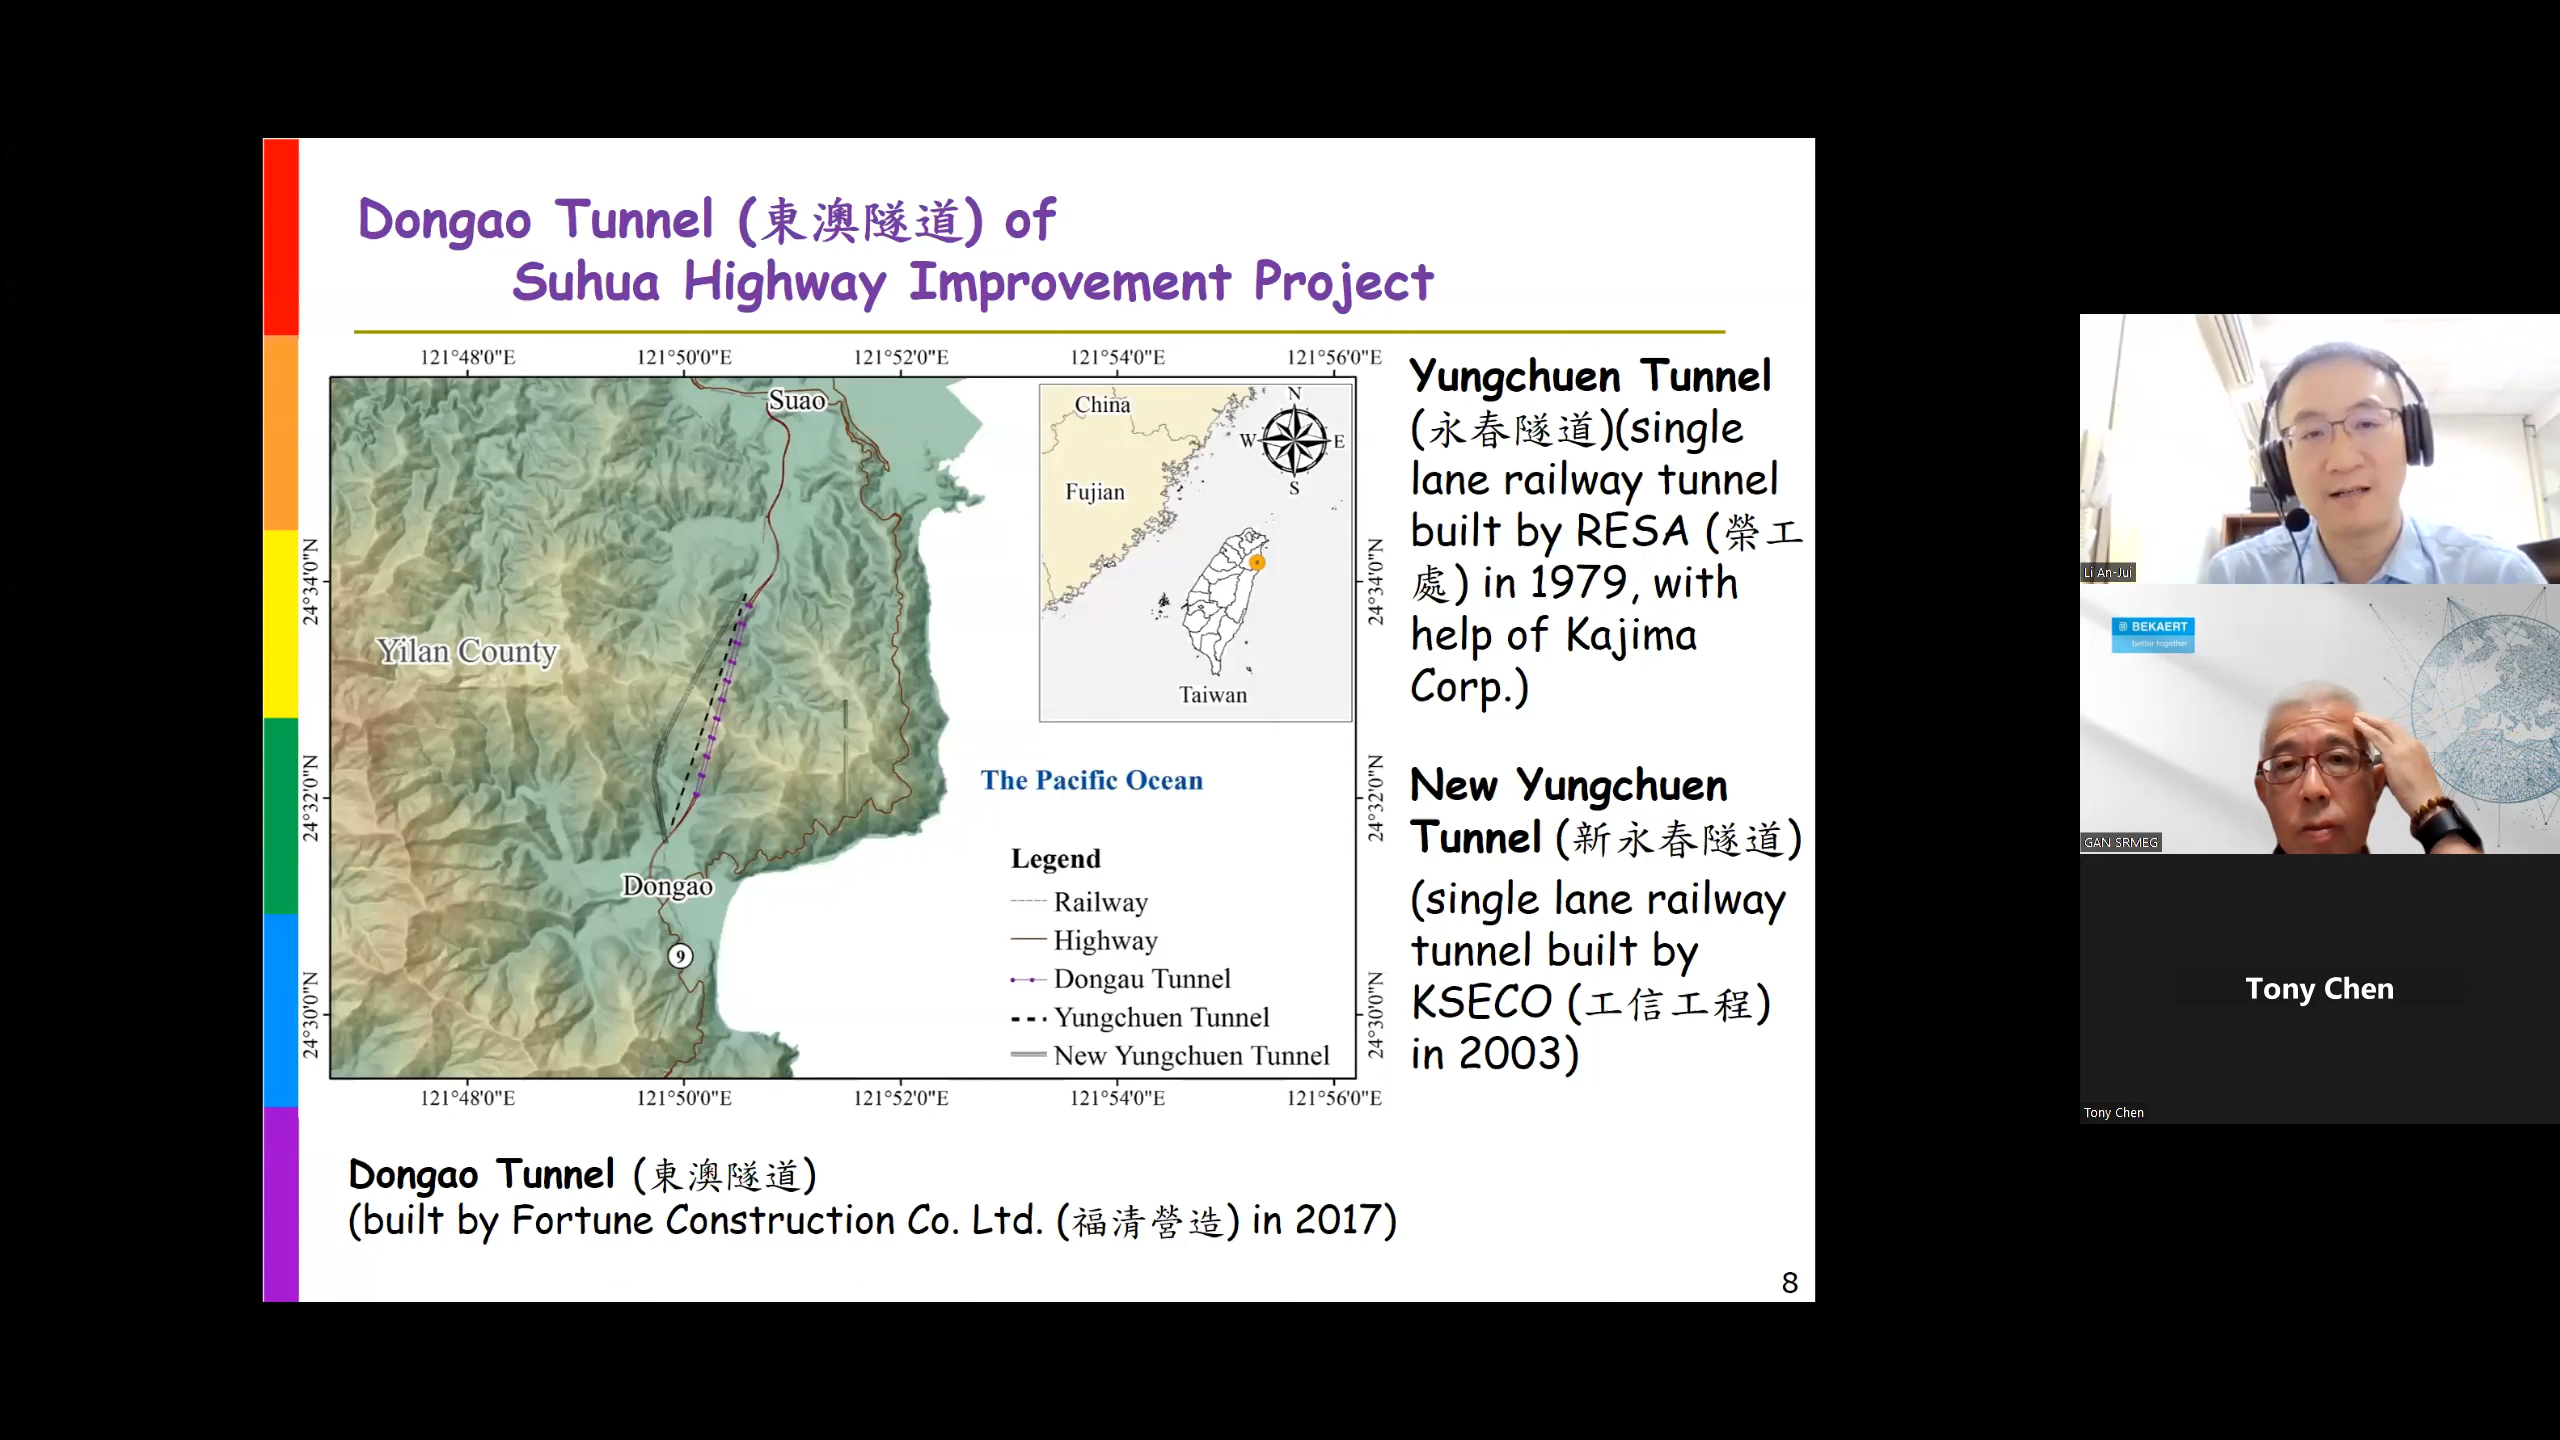 Dongao Tunnel (東澳隧道) of
Suhua Highway Improvement Project
121°48'0"E 121°50'0"E 121°52'0"E 121°54'0"E 121°56'0"E
24°34'0"N
24°32'0"N
24°30'0"N
Suao
Yilan County
Dongao
9
China
Fujian
Taiwan
N
W E
S
The Pacific Ocean
Legend
Railway
Highway
Dongau Tunnel
Yungchuen Tunnel
New Yungchuen Tunnel
24°34'0"N
24°32'0"N
24°30'0"N
121°48'0"E 121°50'0"E 121°52'0"E 121°54'0"E 121°56'0"E
Yungchuen Tunnel
(永春隧道)(single
lane railway tunnel
built by RESA (榮工
處) in 1979, with
help of Kajima
Corp.)
New Yungchuen
Tunnel (新永春隧道)
(single lane railway
tunnel built by
KSECO (工信工程)
in 2003)
Dongao Tunnel (東澳隧道)
(built by Fortune Construction Co. Ltd. (福清營造) in 2017)
8
Li An-Jui
BEKAERT
better together
GAN SRMEG
Tony Chen
Tony Chen